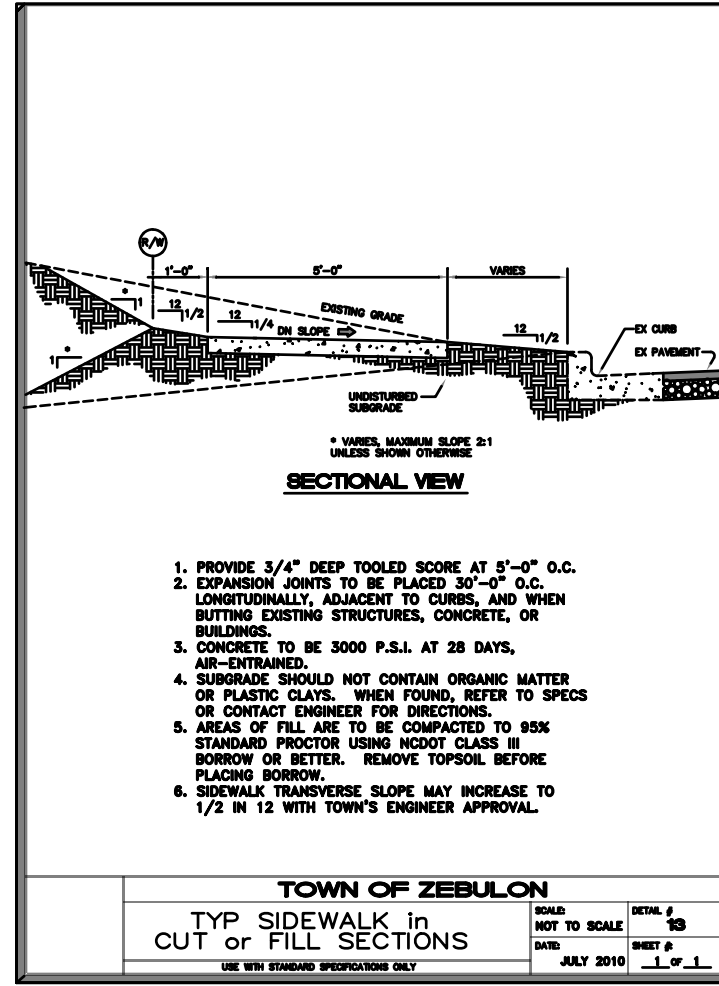 R/W
1'-0"
5'-0"
VARIES
*
1
12
1/2
12
1/4
EXISTING GRADE
DN SLOPE
12
1/2
EX CURB
EX PAVEMENT
*
1
UNDISTURBED
SUBGRADE
* VARIES, MAXIMUM SLOPE 2:1
UNLESS SHOWN OTHERWISE
SECTIONAL VIEW
1. PROVIDE 3/4" DEEP TOOLED SCORE AT 5'-0" O.C.
2. EXPANSION JOINTS TO BE PLACED 30'-0" O.C.
LONGITUDINALLY, ADJACENT TO CURBS, AND WHEN
BUTTING EXISTING STRUCTURES, CONCRETE, OR
BUILDINGS.
3. CONCRETE TO BE 3000 P.S.I. AT 28 DAYS,
AIR-ENTRAINED.
4. SUBGRADE SHOULD NOT CONTAIN ORGANIC MATTER
OR PLASTIC CLAYS. WHEN FOUND, REFER TO SPECS
OR CONTACT ENGINEER FOR DIRECTIONS.
5. AREAS OF FILL ARE TO BE COMPACTED TO 95%
STANDARD PROCTOR USING NCDOT CLASS III
BORROW OR BETTER. REMOVE TOPSOIL BEFORE
PLACING BORROW.
6. SIDEWALK TRANSVERSE SLOPE MAY INCREASE TO
1/2 IN 12 WITH TOWN'S ENGINEER APPROVAL.
TOWN OF ZEBULON
TYP SIDEWALK in
CUT or FILL SECTIONS
USE WITH STANDARD SPECIFICATIONS ONLY
SCALE:
NOT TO SCALE
DETAIL #
13
DATE:
JULY 2010
SHEET #:
1 OF 1